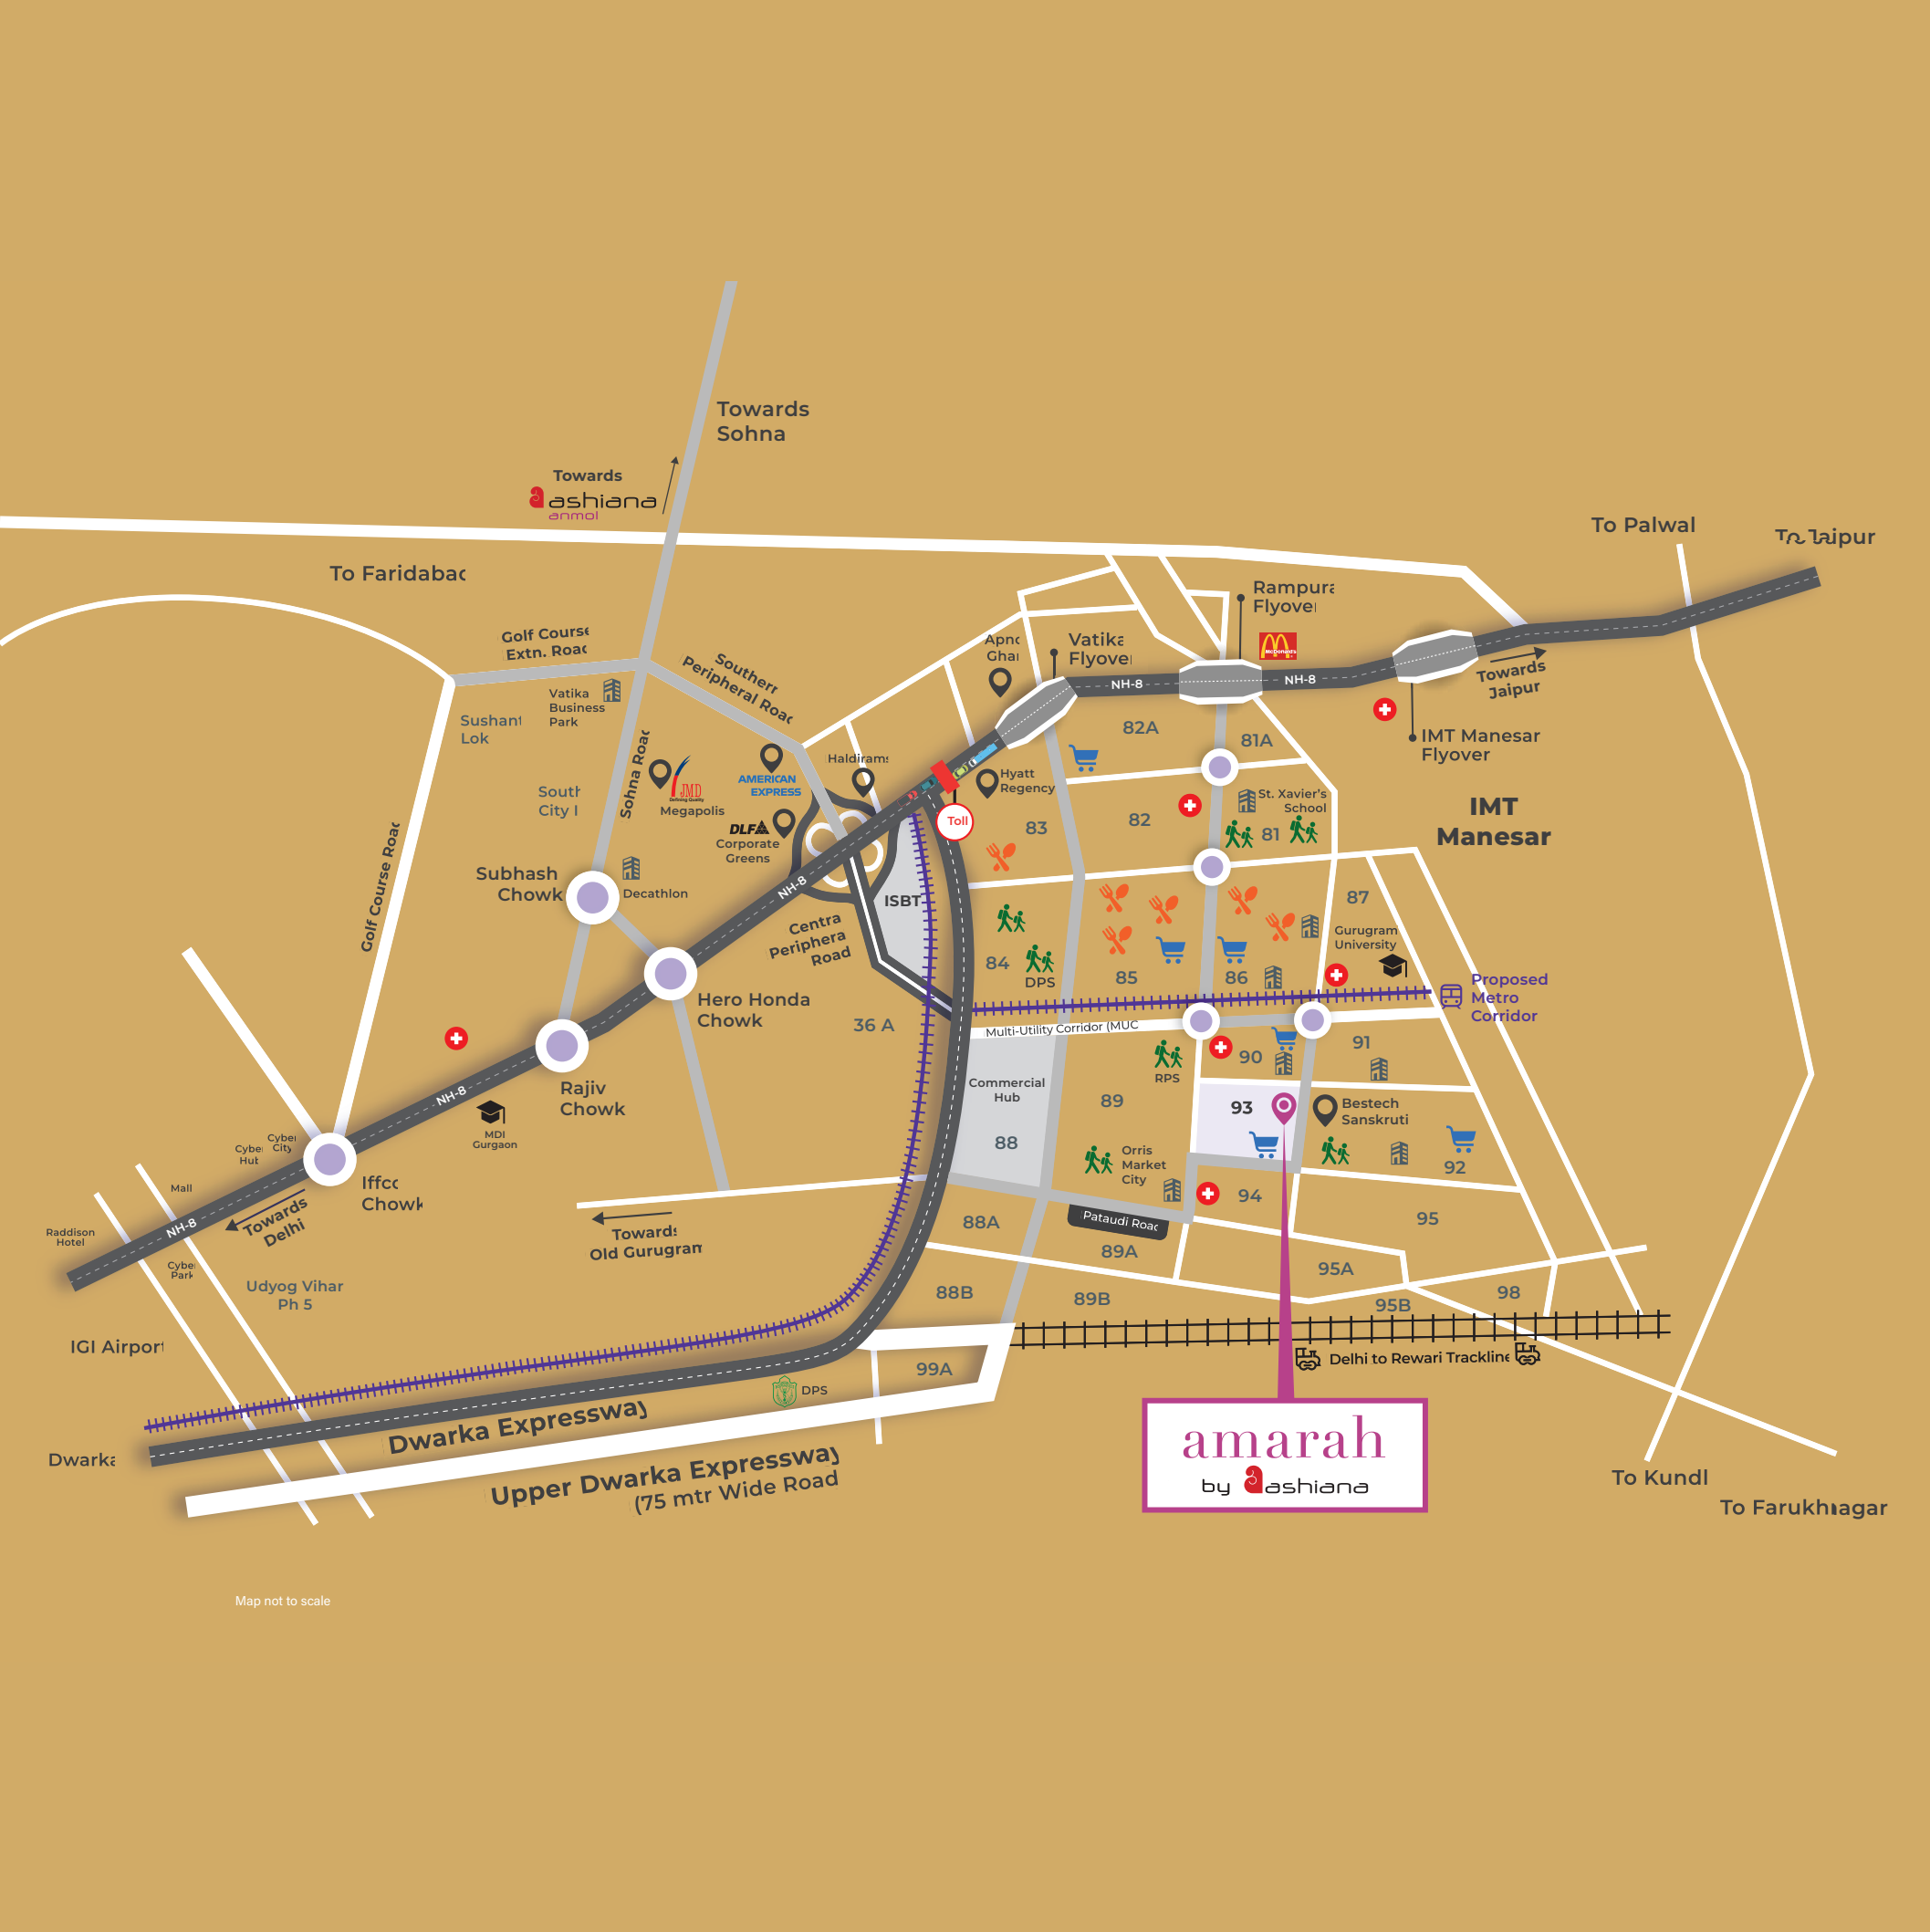 Towards
Sohna
Towards
ashiana
anmol
To Palwal
To Jaipur
To Faridabad
Rampura
Flyover
Golf Course
Extn. Road
Apno
Ghar
Vatika
Flyover
McDonald's
Southern
Peripheral Road
NH-8
NH-8
Towards
Jaipur
Vatika
Business
Park
Sushant
Lok
82A
81A
IMT Manesar
Flyover
Sohna Road
Haldirams
AMERICAN
EXPRESS
Hyatt
Regency
South
City I
JMD
Defining Quality
Megapolis
St. Xavier's
School
IMT
Manesar
DLF
Corporate
Greens
Toll
83
82
81
Golf Course Road
Subhash
Chowk
Decathlon
NH-8
ISBT
87
Central
Peripheral
Road
Gurugram
University
84
DPS
85
86
Proposed
Metro
Corridor
Hero Honda
Chowk
36 A
Multi-Utility Corridor (MUC
90
91
NH-8
Rajiv
Chowk
RPS
Commercial
Hub
88
89
93
Bestech
Sanskruti
MDI
Gurgaon
Cyber
City
Cyber
Hub
Orris
Market
City
92
Mall
Iffco
Chowk
94
NH-8
Towards
Delhi
Raddison
Hotel
Towards
Old Gurugram
88A
Pataudi Road
95
89A
Cyber
Park
Udyog Vihar
Ph 5
95A
88B
89B
95B
98
IGI Airport
99A
Delhi to Rewari Trackline
DPS
Dwarka Expressway
Dwarka
Upper Dwarka Expressway
(75 mtr Wide Road
amarah
by ashiana
To Kundl
To Farukhnagar
Map not to scale